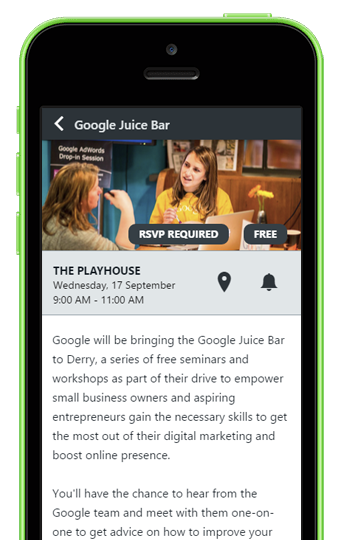 Google Juice Bar
Google AdWords
Drop-in Session
RSVP REQUIRED
FREE
THE PLAYHOUSE
Wednesday, 17 September
9:00 AM - 11:00 AM
Google will be bringing the Google Juice Bar
to Derry, a series of free seminars and
workshops as part of their drive to empower
small business owners and aspiring
entrepreneurs gain the necessary skills to get
the most out of their digital marketing and
boost online presence.
You'll have the chance to hear from the
Google team and meet with them one-on-
one to get advice on how to improve your